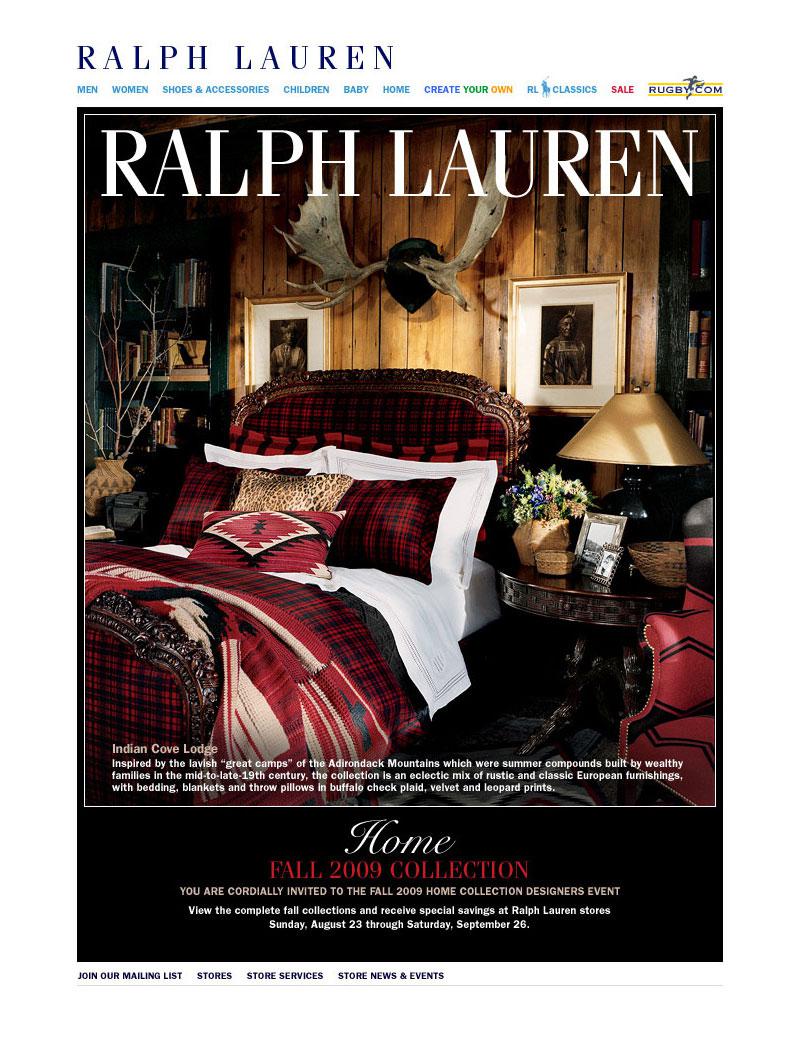 RALPH LAUREN
MEN WOMEN SHOES & ACCESSORIES CHILDREN BABY HOME CREATE YOUR OWN RL CLASSICS SALE RUGBY.COM
RALPH LAUREN
Indian Cove Lodge
Inspired by the lavish “great camps” of the Adirondack Mountains which were summer compounds built by wealthy
families in the mid-to-late-19th century, the collection is an eclectic mix of rustic and classic European furnishings,
with bedding, blankets and throw pillows in buffalo check plaid, velvet and leopard prints.
Home
FALL 2009 COLLECTION
YOU ARE CORDIALLY INVITED TO THE FALL 2009 HOME COLLECTION DESIGNERS EVENT
View the complete fall collections and receive special savings at Ralph Lauren stores
Sunday, August 23 through Saturday, September 26.
JOIN OUR MAILING LIST STORES STORE SERVICES STORE NEWS & EVENTS